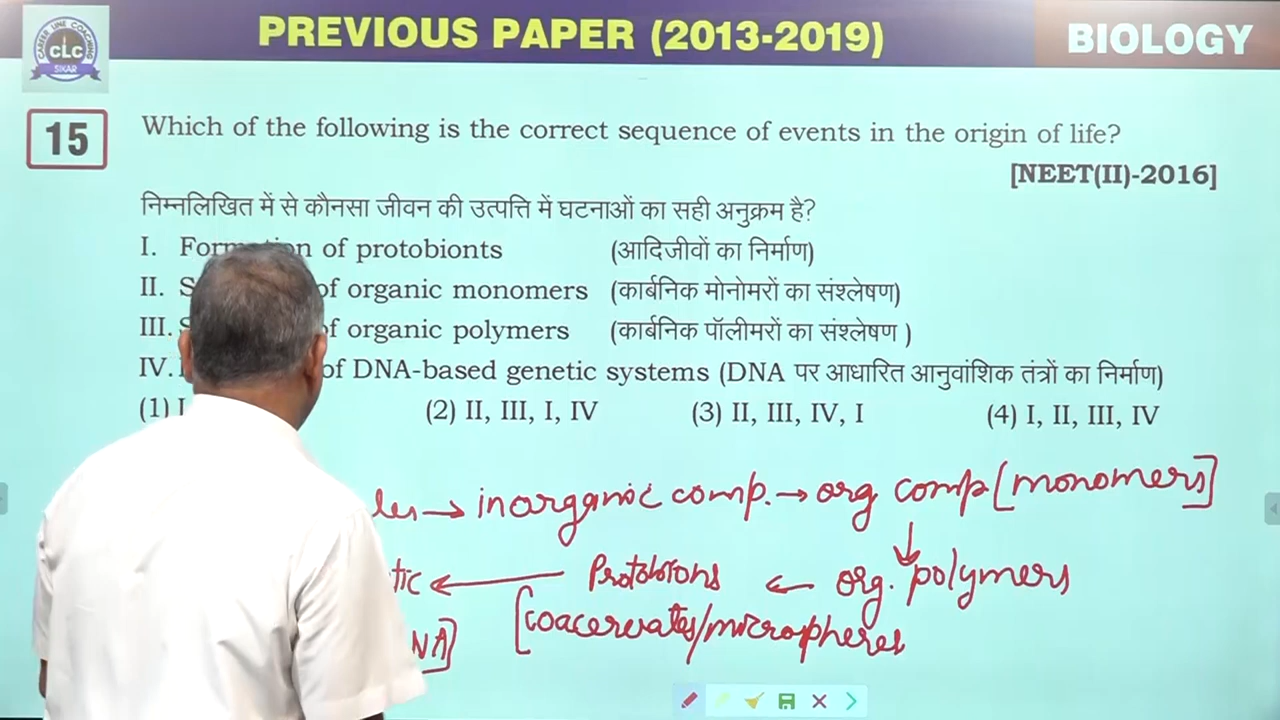 PREVIOUS PAPER (2013-2019)
BIOLOGY
CAREER LINE COACHING
CLC
SIKAR
15
Which of the following is the correct sequence of events in the origin of life?
[NEET(II)-2016]
निम्नलिखित में से कौनसा जीवन की उत्पत्ति में घटनाओं का सही अनुक्रम है?
I. of protobionts (आदिजीवों का निर्माण)
II. of organic monomers (कार्बनिक मोनोमरों का संश्लेषण)
III. of organic polymers (कार्बनिक पॉलीमरों का संश्लेषण )
IV. of DNA-based genetic systems (DNA पर आधारित आनुवांशिक तंत्रों का निर्माण)
(1) (2) II, III, I, IV (3) II, III, IV, I (4) I, II, III, IV
→ inorganic comp. → org comp [monomers]
↓
tic ← Protobions ← org. polymers
NA] [coacervates/microspheres